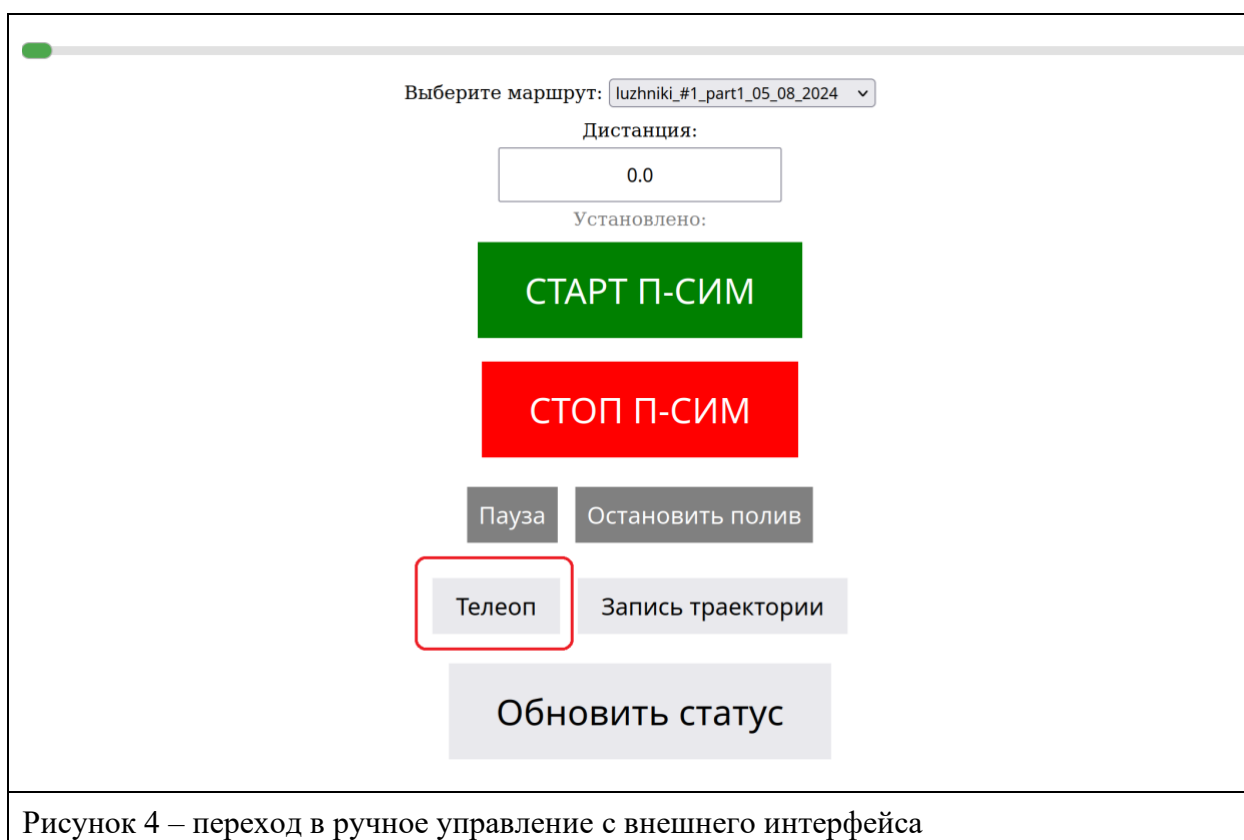 Выберите маршрут: luzhniki_#1_part1_05_08_2024
Дистанция:
0.0
Установлено:
СТАРТ П-СИМ
СТОП П-СИМ
Пауза Остановить полив
Телеоп Запись траектории
Обновить статус
Рисунок 4 – переход в ручное управление с внешнего интерфейса